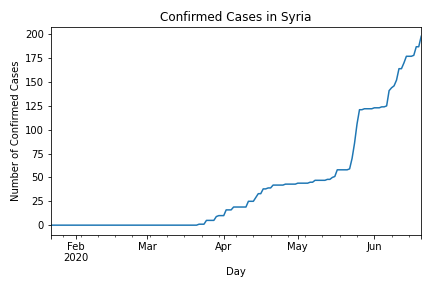 Confirmed Cases in Syria
Number of Confirmed Cases
200
175
150
125
100
75
50
25
0
Feb
2020
Mar
Apr
May
Jun
Day